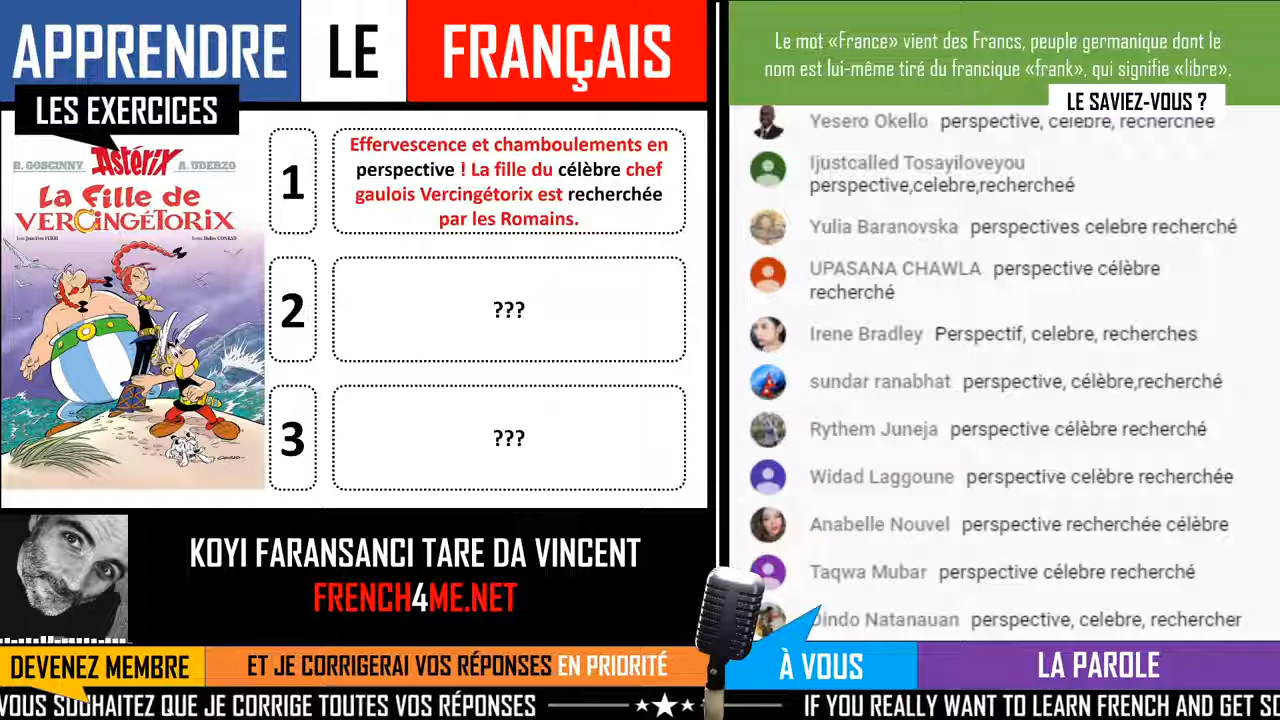 APPRENDRE LE FRANÇAIS
LES EXERCICES
R. GOSCINNY Astérix A. UDERZO
La Fille de
VERCINGÉTORIX
1
Effervescence et chamboulements en
perspective ! La fille du célèbre chef
gaulois Vercingétorix est recherchée
par les Romains.
2
???
3
???
KOYI FARANSANCI TARE DA VINCENT
FRENCH4ME.NET
DEVENEZ MEMBRE
ET JE CORRIGERAI VOS RÉPONSES EN PRIORITÉ
Le mot «France» vient des Francs, peuple germanique dont le
nom est lui-même tiré du francique «frank», qui signifie «libre».
LE SAVIEZ-VOUS ?
Yesero Okello perspective, celebre, recherchée
Ijustcalled Tosayiloveyou
perspective,celebre,rechercheé
Yulia Baranovska perspectives celebre recherché
UPASANA CHAWLA perspective célèbre
recherché
Irene Bradley Perspectif, celebre, recherches
sundar ranabhat perspective, célèbre,recherché
Rythem Juneja perspective célèbre recherché
Widad Laggoune perspective celèbre recherchée
Anabelle Nouvel perspective recherchée célèbre
Taqwa Mubar perspective célebre recherché
Dindo Natanauan perspective, celebre, rechercher
À VOUS
LA PAROLE
VOUS SOUHAITEZ QUE JE CORRIGE TOUTES VOS RÉPONSES
IF YOU REALLY WANT TO LEARN FRENCH AND GET